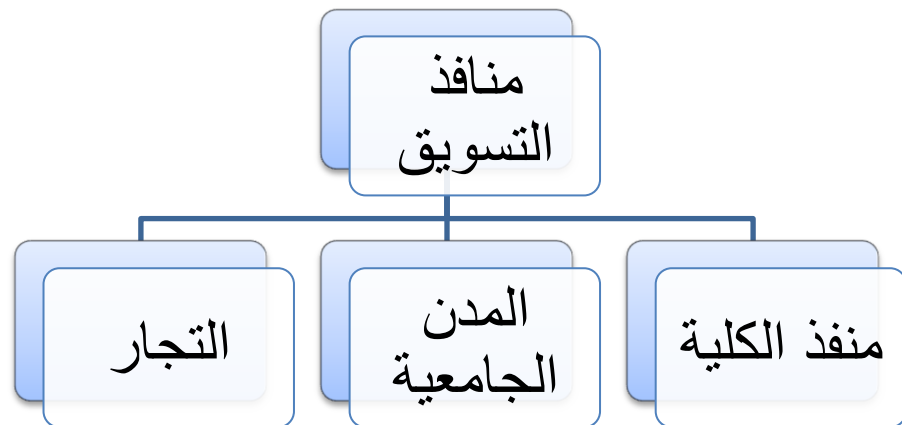 منافذ
التسويق
منفذ الكلية
المدن
الجامعية
التجار